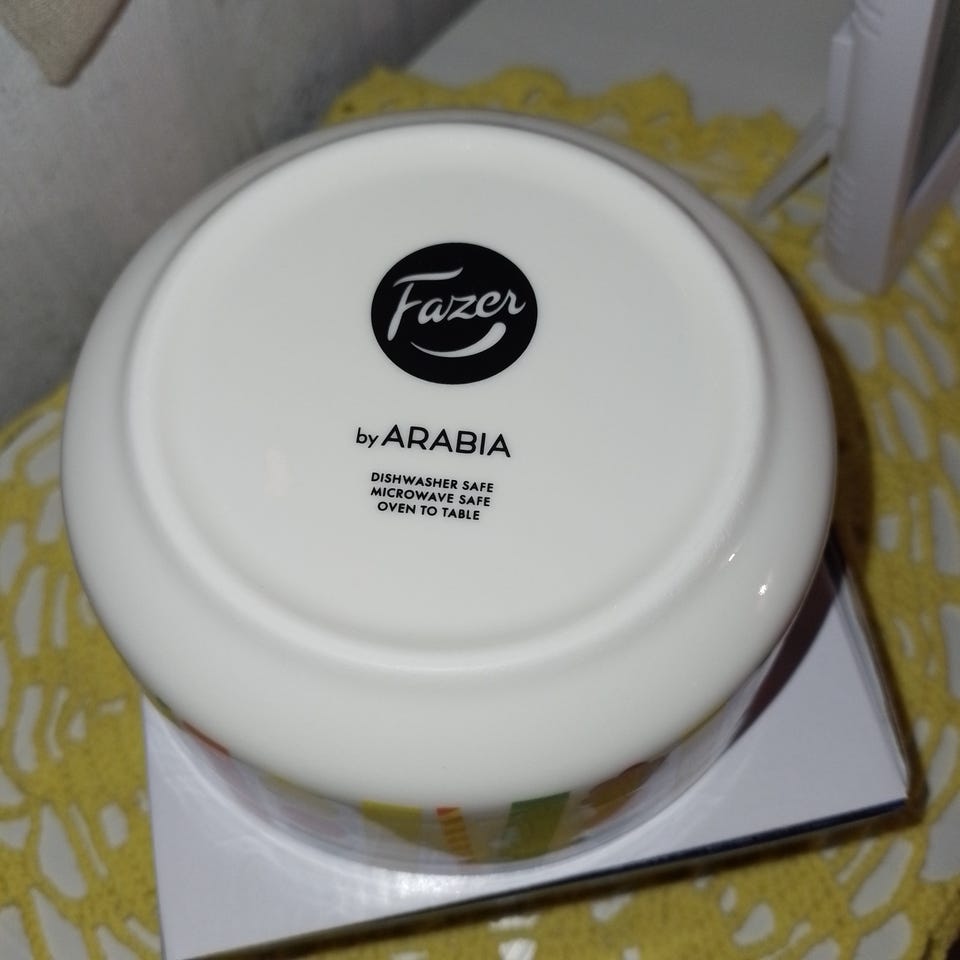 Fazer
by ARABIA
DISHWASHER SAFE
MICROWAVE SAFE
OVEN TO TABLE